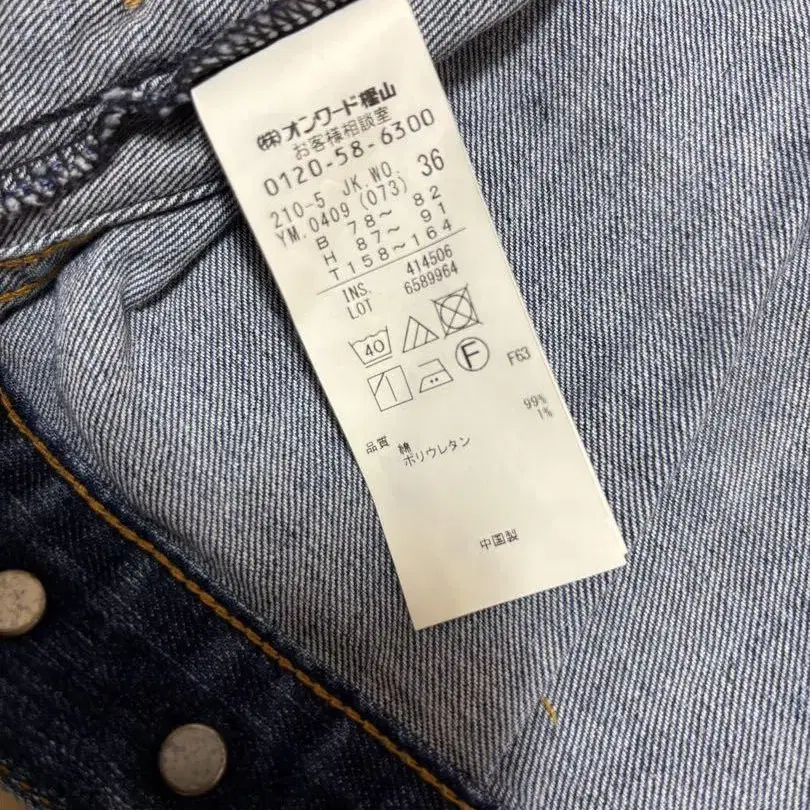 (株)オンワード樫山
お客様相談室
0120-58-6300
210-5 JK.WO. 36
YM.0409 (073)
B 78~ 82
H 87~ 91
T158~164
INS. 414506
LOT 6589964
40
F
F63
99%
1%
品質 綿
ポリウレタン
中国製